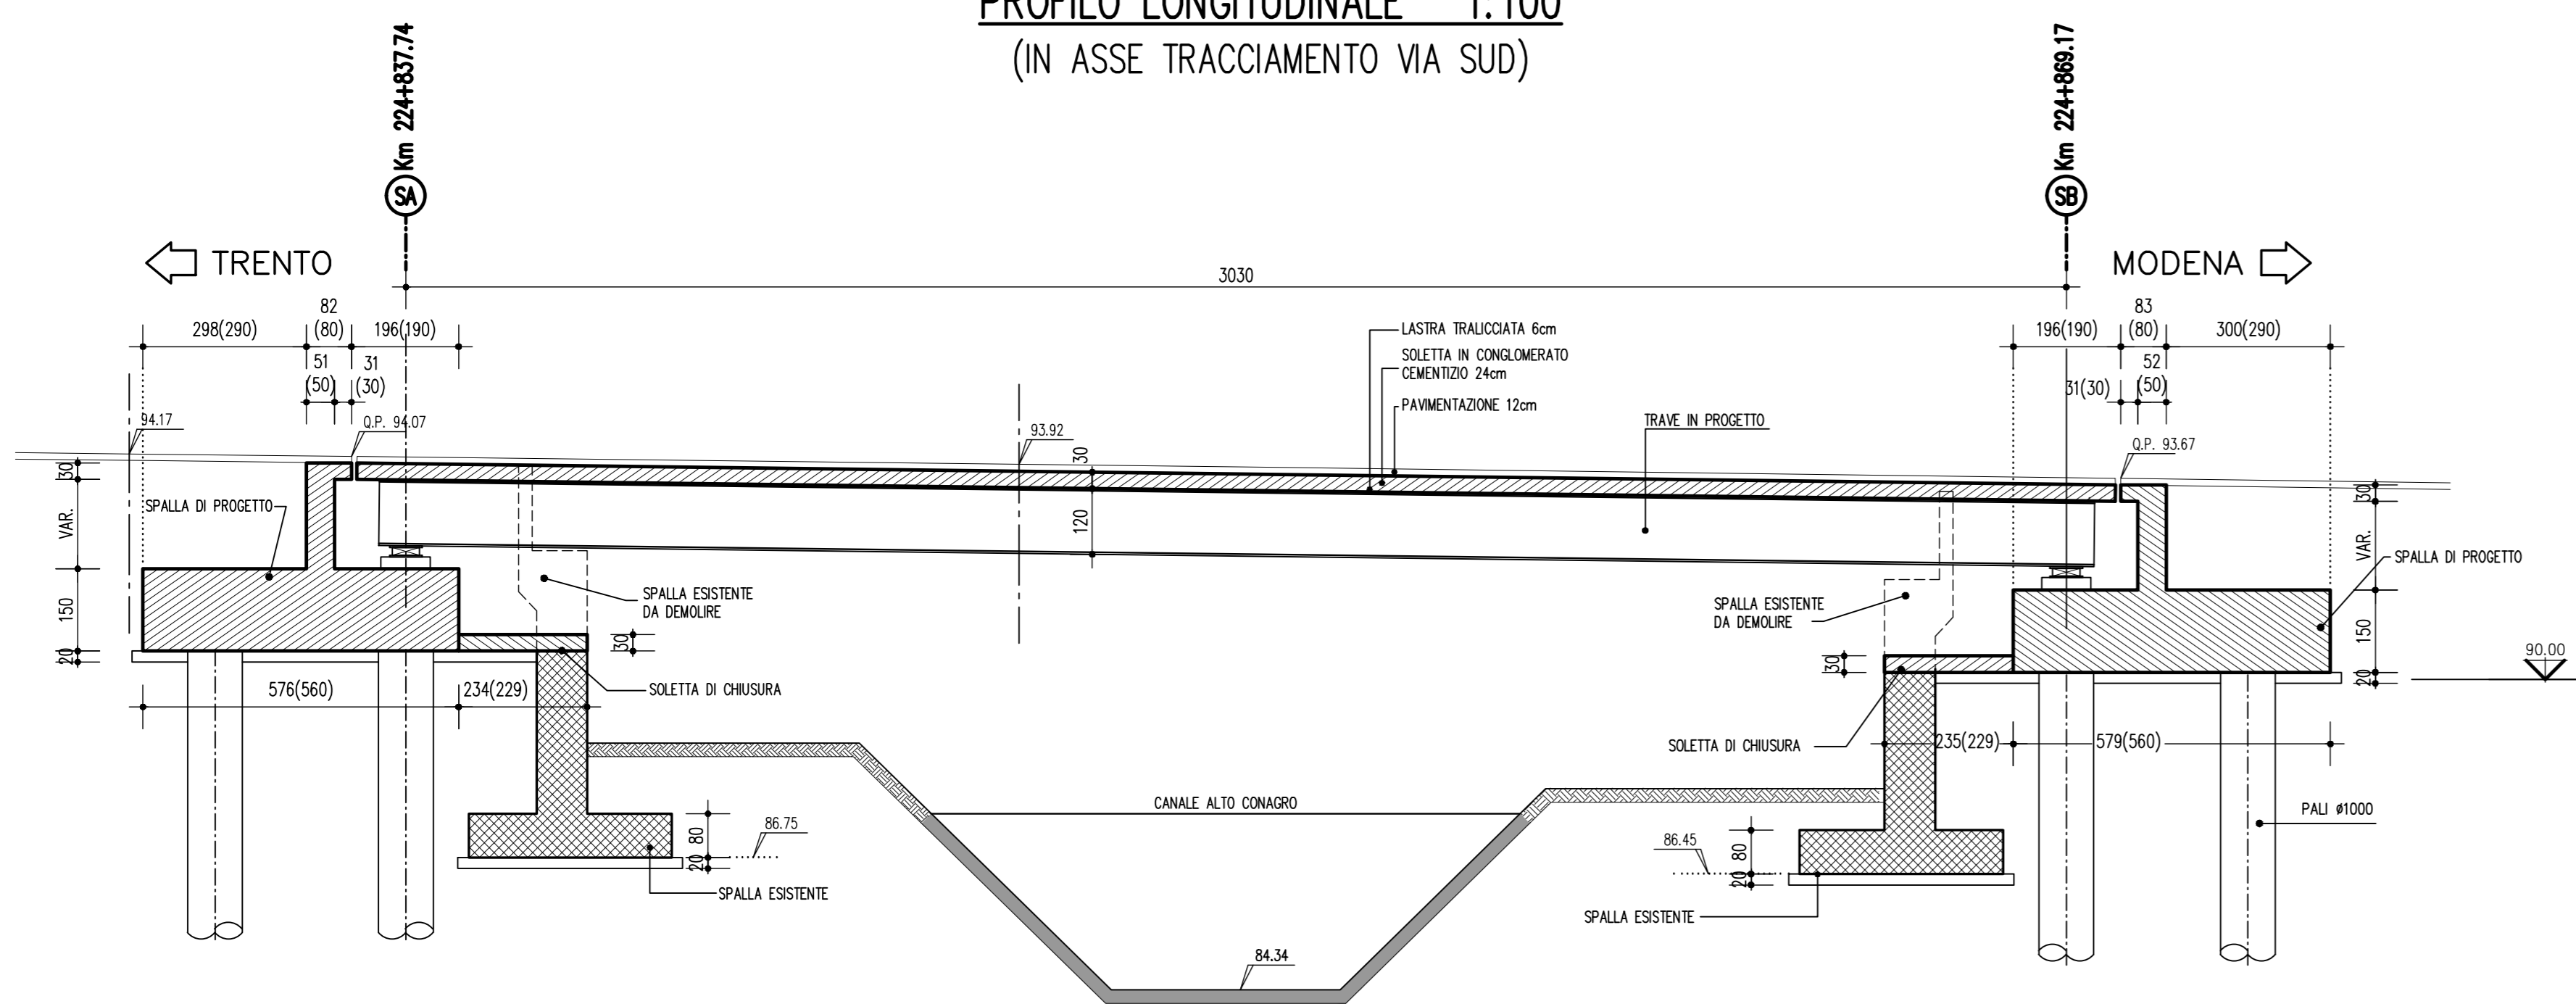 PROFILO LONGITUDINALE 1:100
(IN ASSE TRACCIAMENTO VIA SUD)
Km 224+837.74
Km 224+869.17
SA
SB
TRENTO
MODENA
3030
82
83
298(290)
(80)
196(190)
196(190)
(80)
300(290)
51
31
52
(50)
(30)
31(30)
(50)
LASTRA TRALICCIATA 6cm
SOLETTA IN CONGLOMERATO
CEMENTIZIO 24cm
PAVIMENTAZIONE 12cm
TRAVE IN PROGETTO
94.17
Q.P. 94.07
93.92
Q.P. 93.67
30
30
30
VAR.
SPALLA DI PROGETTO
120
VAR.
SPALLA DI PROGETTO
150
SPALLA ESISTENTE
DA DEMOLIRE
SPALLA ESISTENTE
DA DEMOLIRE
150
20
30
30
20
90.00
576(560)
234(229)
SOLETTA DI CHIUSURA
SOLETTA DI CHIUSURA
235(229)
579(560)
CANALE ALTO CONAGRO
PALI ø1000
80
86.75
86.45
80
20
20
SPALLA ESISTENTE
SPALLA ESISTENTE
84.34